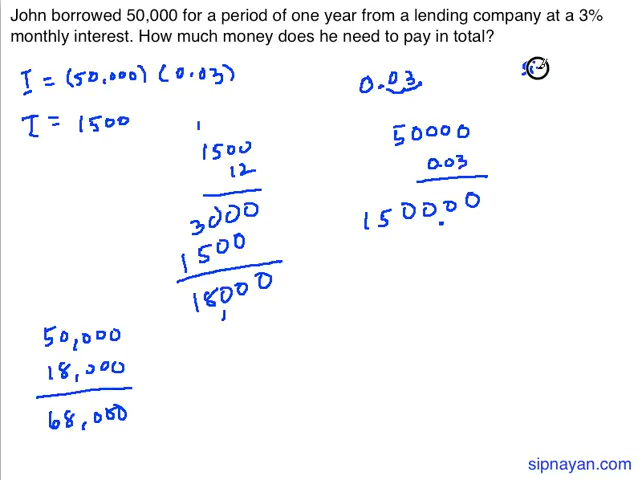 John borrowed 50,000 for a period of one year from a lending company at a 3%
monthly interest. How much money does he need to pay in total?
I = (50,000) (0.03)
I = 1500
1
1500
12
3000
1500
18,000
0.03
50000
0.03
1500.00
50,000
18,000
68,000
sipnayan.com